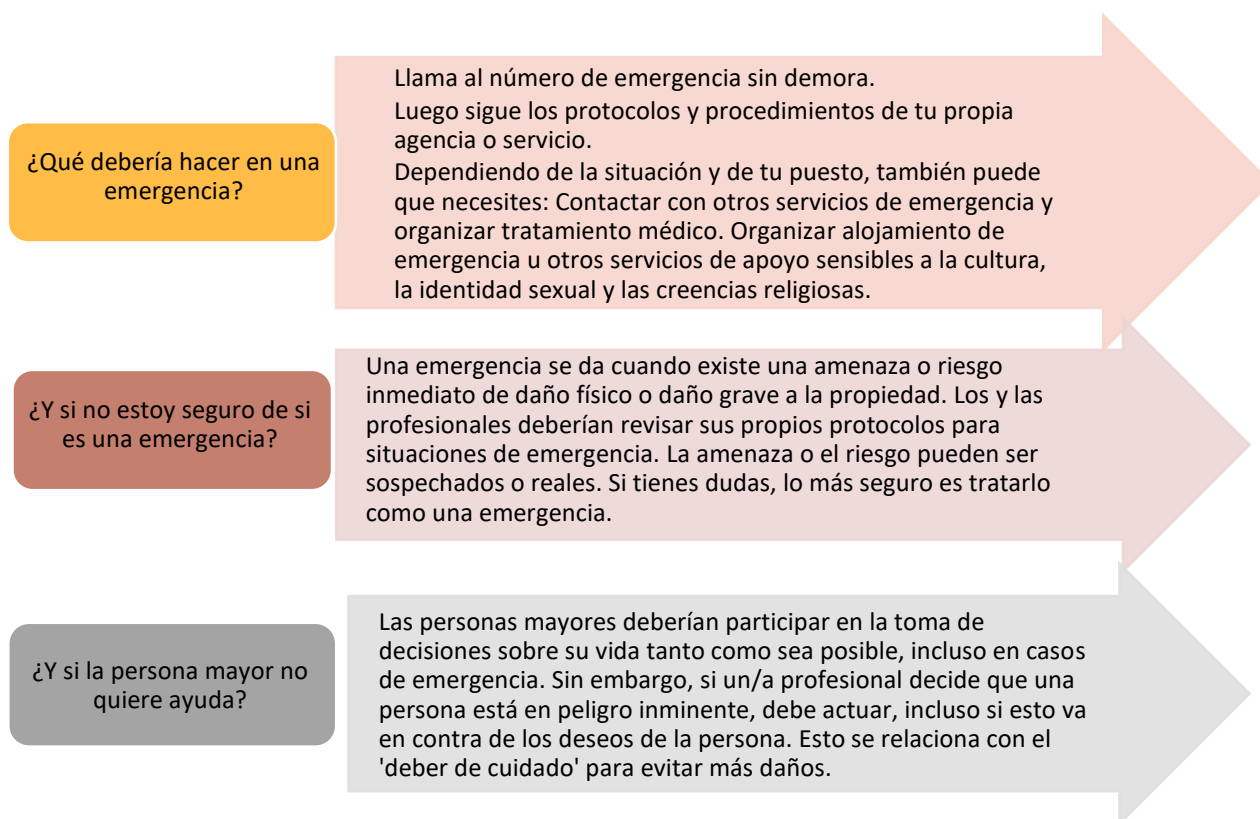 ¿Qué debería hacer en una
emergencia?
Llama al número de emergencia sin demora.
Luego sigue los protocolos y procedimientos de tu propia
agencia o servicio.
Dependiendo de la situación y de tu puesto, también puede
que necesites: Contactar con otros servicios de emergencia y
organizar tratamiento médico. Organizar alojamiento de
emergencia u otros servicios de apoyo sensibles a la cultura,
la identidad sexual y las creencias religiosas.
¿Y si no estoy seguro de si
es una emergencia?
Una emergencia se da cuando existe una amenaza o riesgo
inmediato de daño físico o daño grave a la propiedad. Los y las
profesionales deberían revisar sus propios protocolos para
situaciones de emergencia. La amenaza o el riesgo pueden ser
sospechados o reales. Si tienes dudas, lo más seguro es tratarlo
como una emergencia.
¿Y si la persona mayor no
quiere ayuda?
Las personas mayores deberían participar en la toma de
decisiones sobre su vida tanto como sea posible, incluso en casos
de emergencia. Sin embargo, si un/a profesional decide que una
persona está en peligro inminente, debe actuar, incluso si esto va
en contra de los deseos de la persona. Esto se relaciona con el
'deber de cuidado' para evitar más daños.